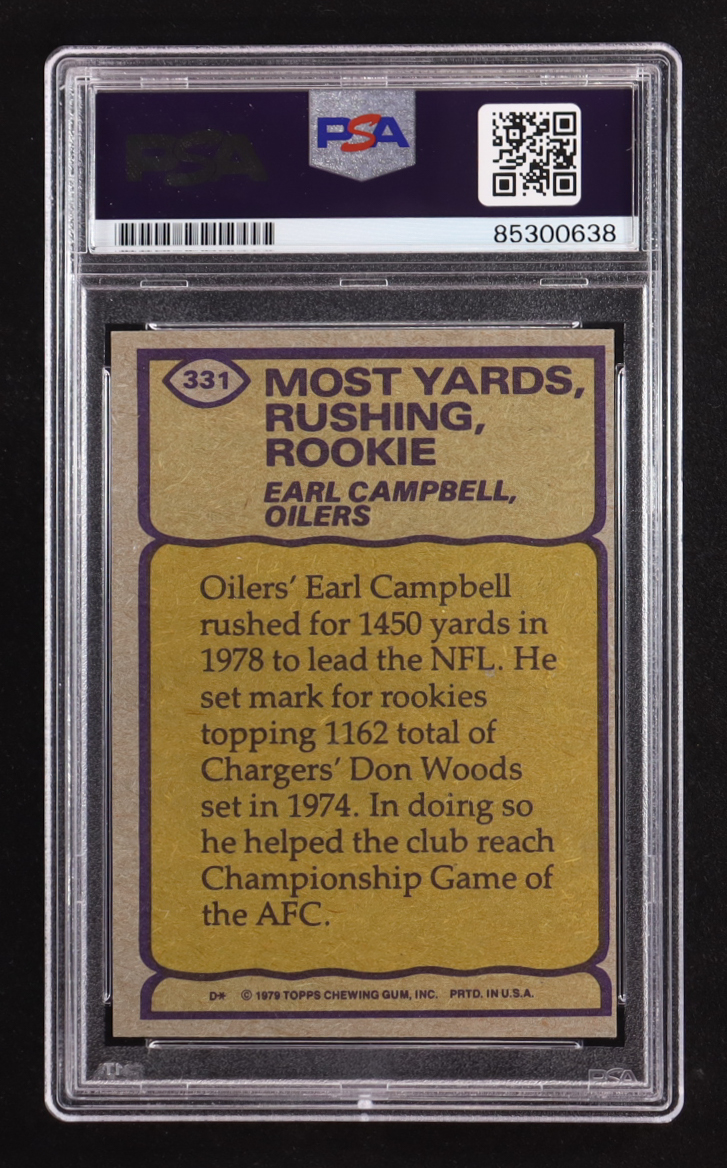 PSA
PSA
85300638
331
MOST YARDS,
RUSHING,
ROOKIE
EARL CAMPBELL,
OILERS
Oilers' Earl Campbell
rushed for 1450 yards in
1978 to lead the NFL. He
set mark for rookies
topping 1162 total of
Chargers' Don Woods
set in 1974. In doing so
he helped the club reach
Championship Game of
the AFC.
D* © 1979 TOPPS CHEWING GUM, INC. PRTD. IN U.S.A.
PSA